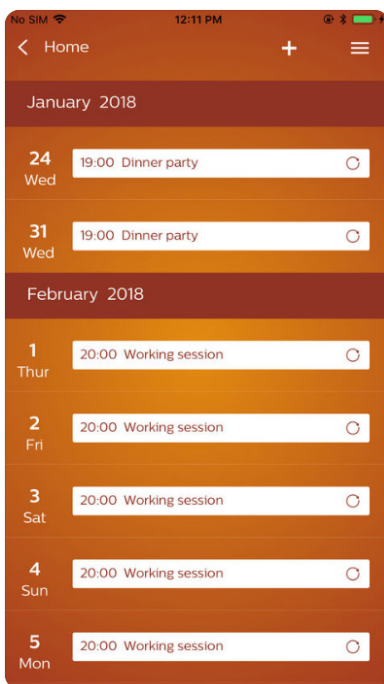 No SIM 12:11 PM
Home
January 2018
24 19:00 Dinner party
Wed
31 19:00 Dinner party
Wed
February 2018
1 20:00 Working session
Thur
2 20:00 Working session
Fri
3 20:00 Working session
Sat
4 20:00 Working session
Sun
5 20:00 Working session
Mon